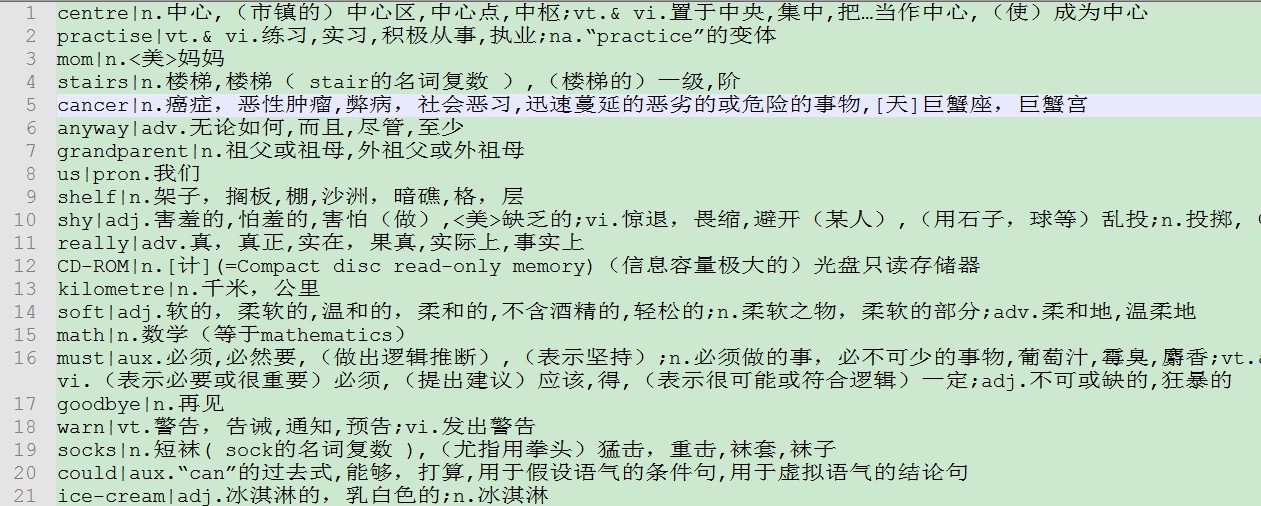 1 centre|n.中心,（市镇的）中心区,中心点,中枢;vt.& vi.置于中央,集中,把…当作中心,（使）成为中心
2 practise|vt.& vi.练习,实习,积极从事,执业;na.“practice”的变体
3 mom|n.<美>妈妈
4 stairs|n.楼梯,楼梯（ stair的名词复数 ）,（楼梯的）一级,阶
5 cancer|n.癌症，恶性肿瘤,弊病，社会恶习,迅速蔓延的恶劣的或危险的事物,[天]巨蟹座，巨蟹宫
6 anyway|adv.无论如何,而且,尽管,至少
7 grandparent|n.祖父或祖母,外祖父或外祖母
8 us|pron.我们
9 shelf|n.架子，搁板,棚,沙洲，暗礁,格，层
10 shy|adj.害羞的,怕羞的,害怕（做）,<美>缺乏的;vi.惊退，畏缩,避开（某人）,（用石子，球等）乱投;n.投掷,（
11 really|adv.真，真正,实在，果真,实际上,事实上
12 CD-ROM|n.[计](=Compact disc read-only memory)（信息容量极大的）光盘只读存储器
13 kilometre|n.千米，公里
14 soft|adj.软的，柔软的,温和的，柔和的,不含酒精的,轻松的;n.柔软之物，柔软的部分;adv.柔和地,温柔地
15 math|n.数学（等于mathematics）
16 must|aux.必须,必然要,（做出逻辑推断）,（表示坚持）;n.必须做的事，必不可少的事物,葡萄汁,霉臭,麝香;vt.&
vi.（表示必要或很重要）必须,（提出建议）应该,得,（表示很可能或符合逻辑）一定;adj.不可或缺的,狂暴的
17 goodbye|n.再见
18 warn|vt.警告，告诫,通知,预告;vi.发出警告
19 socks|n.短袜( sock的名词复数 ),（尤指用拳头）猛击，重击,袜套,袜子
20 could|aux.“can”的过去式,能够，打算,用于假设语气的条件句,用于虚拟语气的结论句
21 ice-cream|adj.冰淇淋的，乳白色的;n.冰淇淋